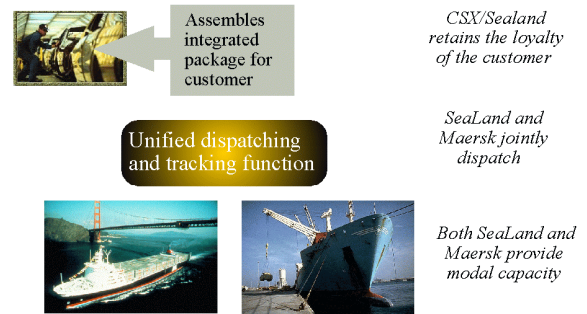 Assembles
integrated
package for
customer
CSX/Sealand
retains the loyalty
of the customer
Unified dispatching
and tracking function
SeaLand and
Maersk jointly
dispatch
Both SeaLand and
Maersk provide
modal capacity